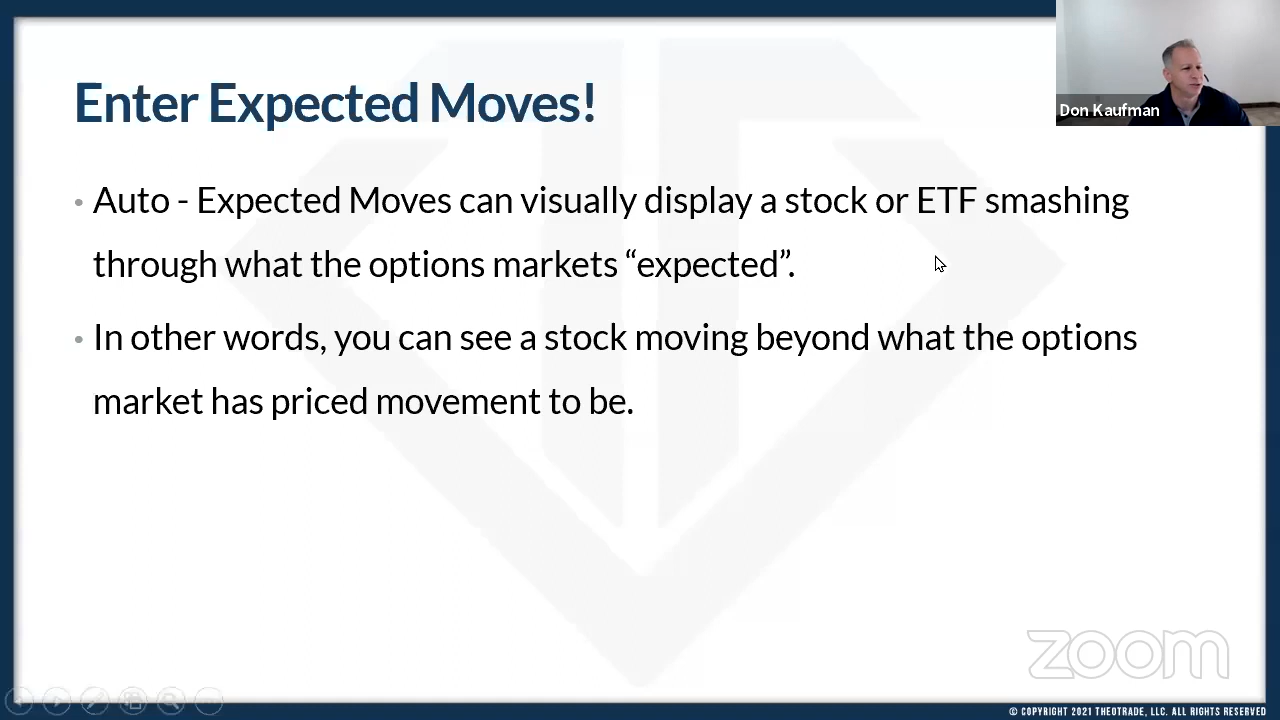 Enter Expected Moves!
Don Kaufman
• Auto - Expected Moves can visually display a stock or ETF smashing
through what the options markets “expected”.
• In other words, you can see a stock moving beyond what the options
market has priced movement to be.
zoom
© COPYRIGHT 2021 THEOTRADE, LLC. ALL RIGHTS RESERVED